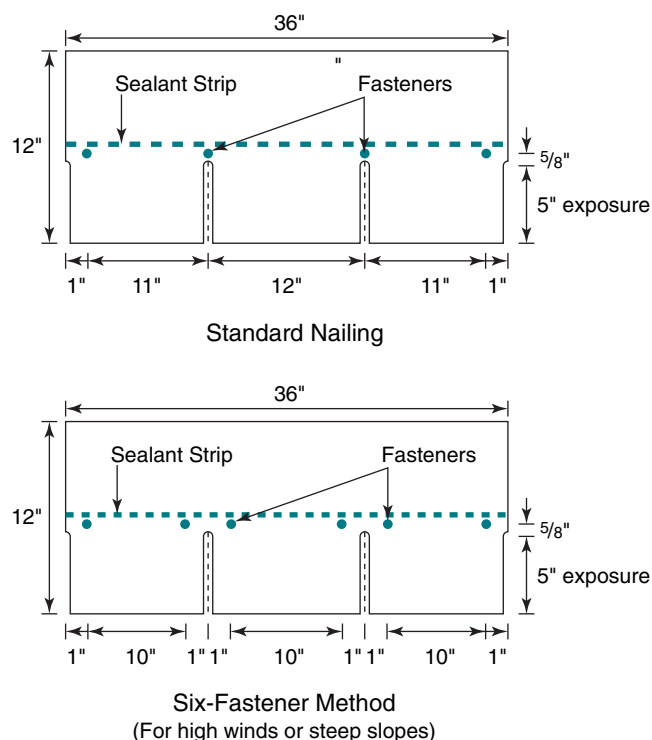 36"
"
Sealant Strip Fasteners
12"
5/8"
5" exposure
1" 11" 12" 11" 1"
Standard Nailing
36"
Sealant Strip Fasteners
12"
5/8"
5" exposure
1" 10" 1" 1" 10" 1" 1" 10" 1"
Six-Fastener Method
(For high winds or steep slopes)